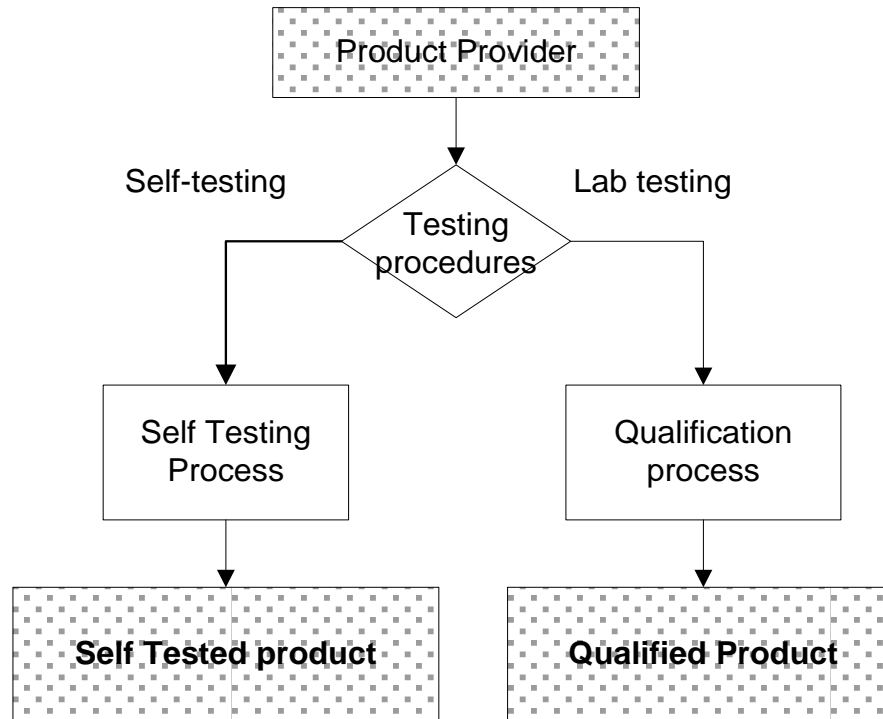 Product Provider
Self-testing
Lab testing
Testing
procedures
Self Testing
Process
Qualification
process
Self Tested product
Qualified Product